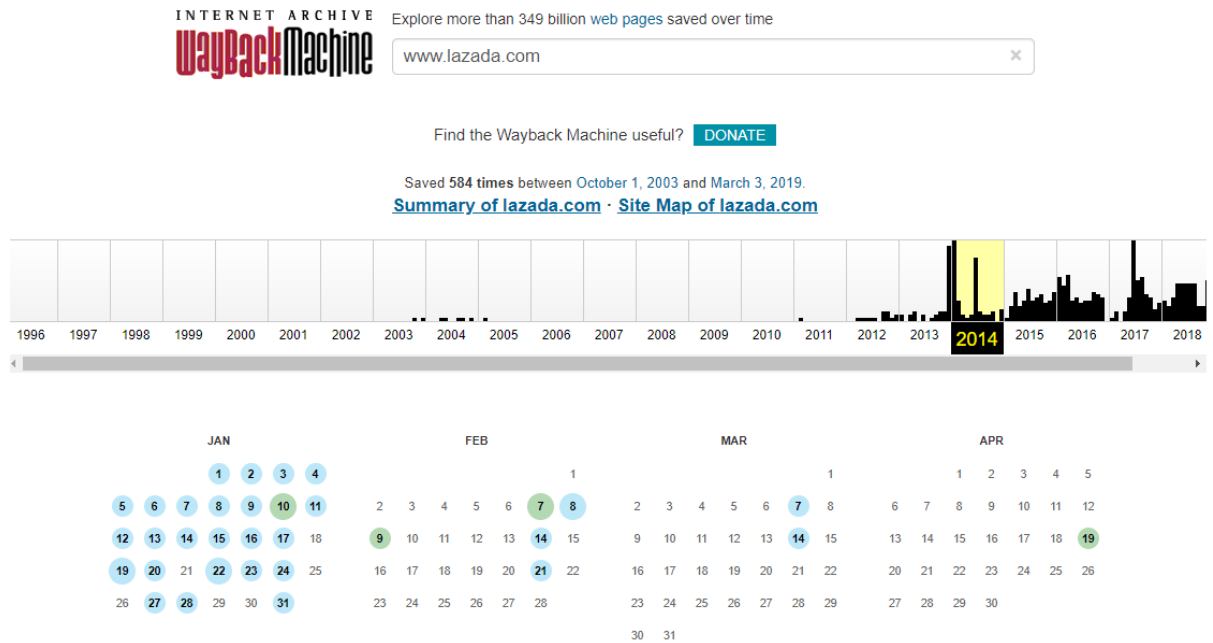 INTERNET ARCHIVE
WayBackMachine
Explore more than 349 billion web pages saved over time
www.lazada.com ×
Find the Wayback Machine useful? DONATE
Saved 584 times between October 1, 2003 and March 3, 2019.
Summary of lazada.com · Site Map of lazada.com
1996 1997 1998 1999 2000 2001 2002 2003 2004 2005 2006 2007 2008 2009 2010 2011 2012 2013 2014 2015 2016 2017 2018
JAN FEB MAR APR
1 2 3 4 1 1 1 2 3 4 5
5 6 7 8 9 10 11 2 3 4 5 6 7 8 2 3 4 5 6 7 8 6 7 8 9 10 11 12
12 13 14 15 16 17 18 9 10 11 12 13 14 15 9 10 11 12 13 14 15 13 14 15 16 17 18 19
19 20 21 22 23 24 25 16 17 18 19 20 21 22 16 17 18 19 20 21 22 20 21 22 23 24 25 26
26 27 28 29 30 31 23 24 25 26 27 28 23 24 25 26 27 28 29 27 28 29 30
30 31